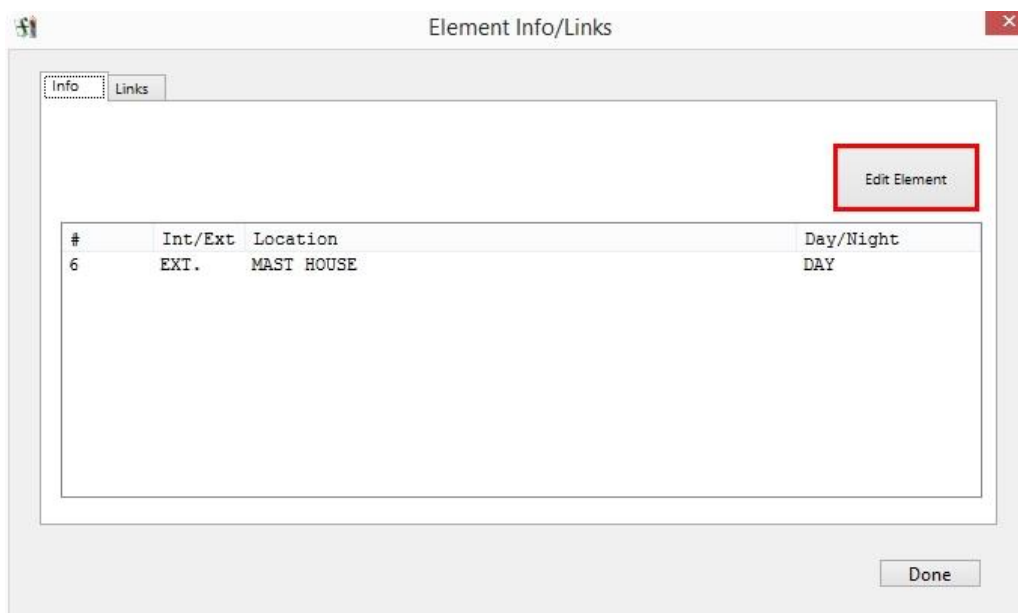 Element Info/Links
Info Links
Edit Element
# Int/Ext Location Day/Night
6 EXT. MAST HOUSE DAY
Done